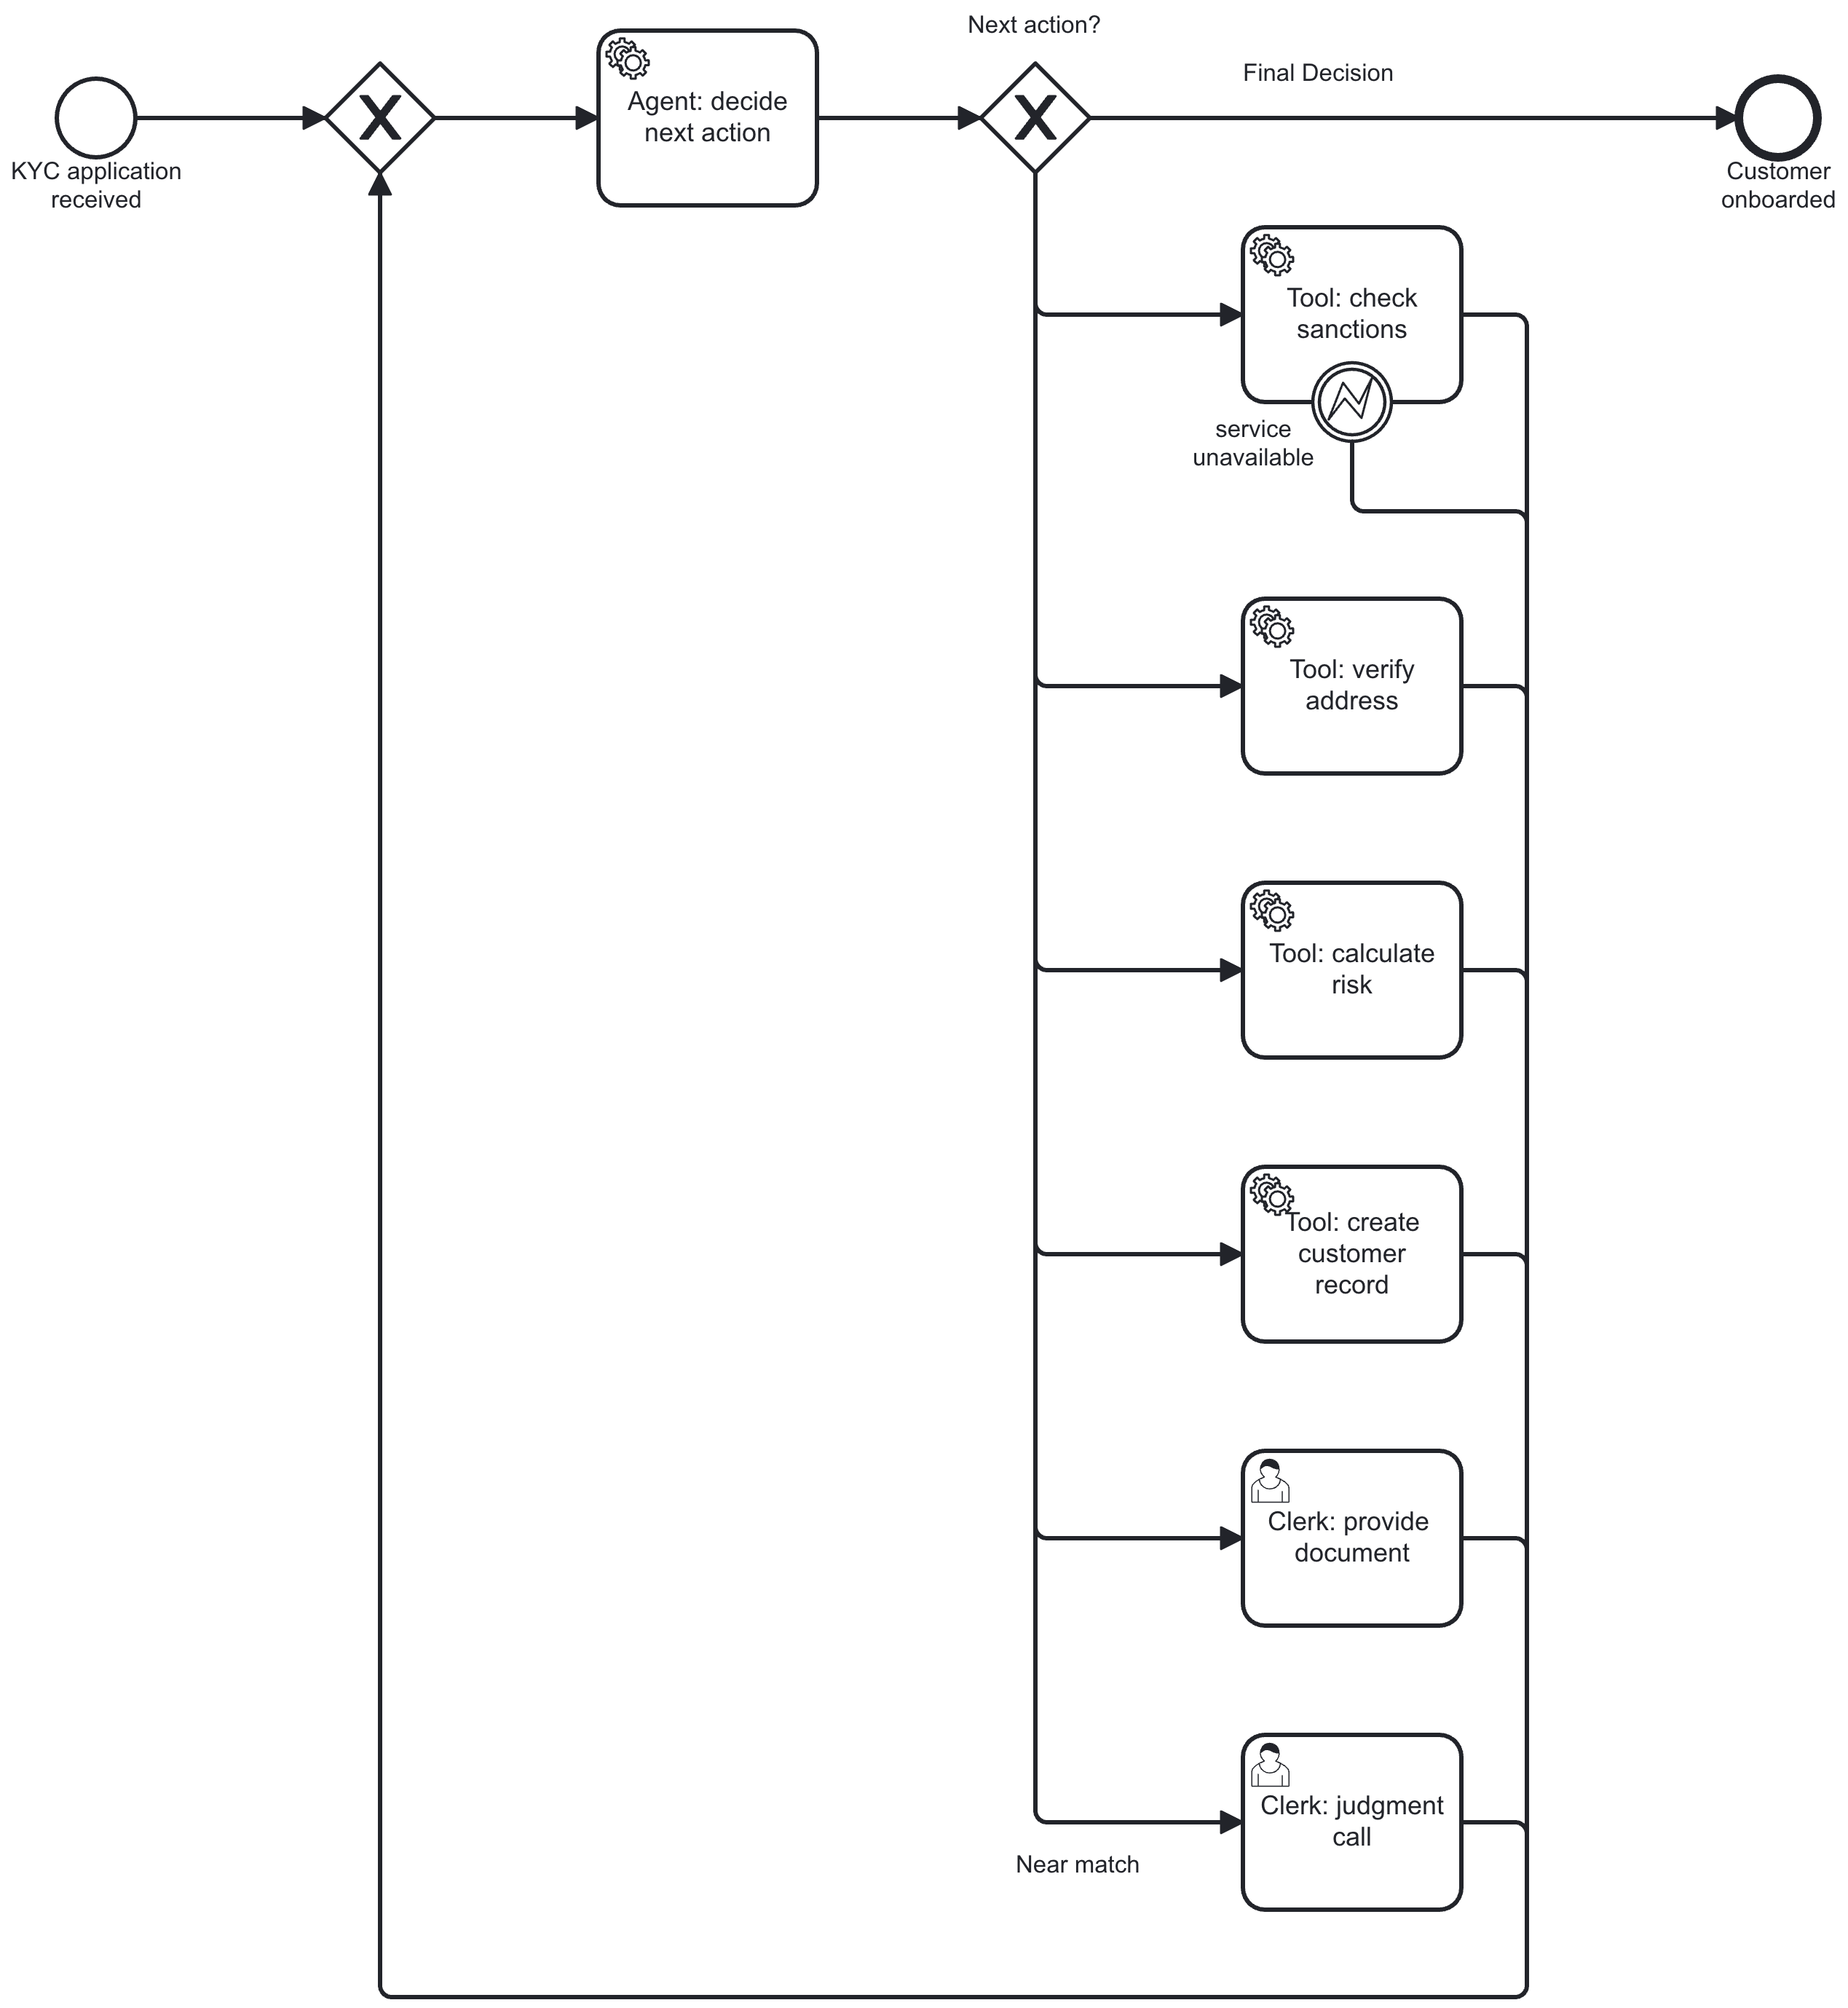 Next action?
Final Decision
KYC application
received
Agent: decide
next action
Customer
onboarded
Tool: check
sanctions
service
unavailable
Tool: verify
address
Tool: calculate
risk
Tool: create
customer
record
Clerk: provide
document
Clerk: judgment
call
Near match